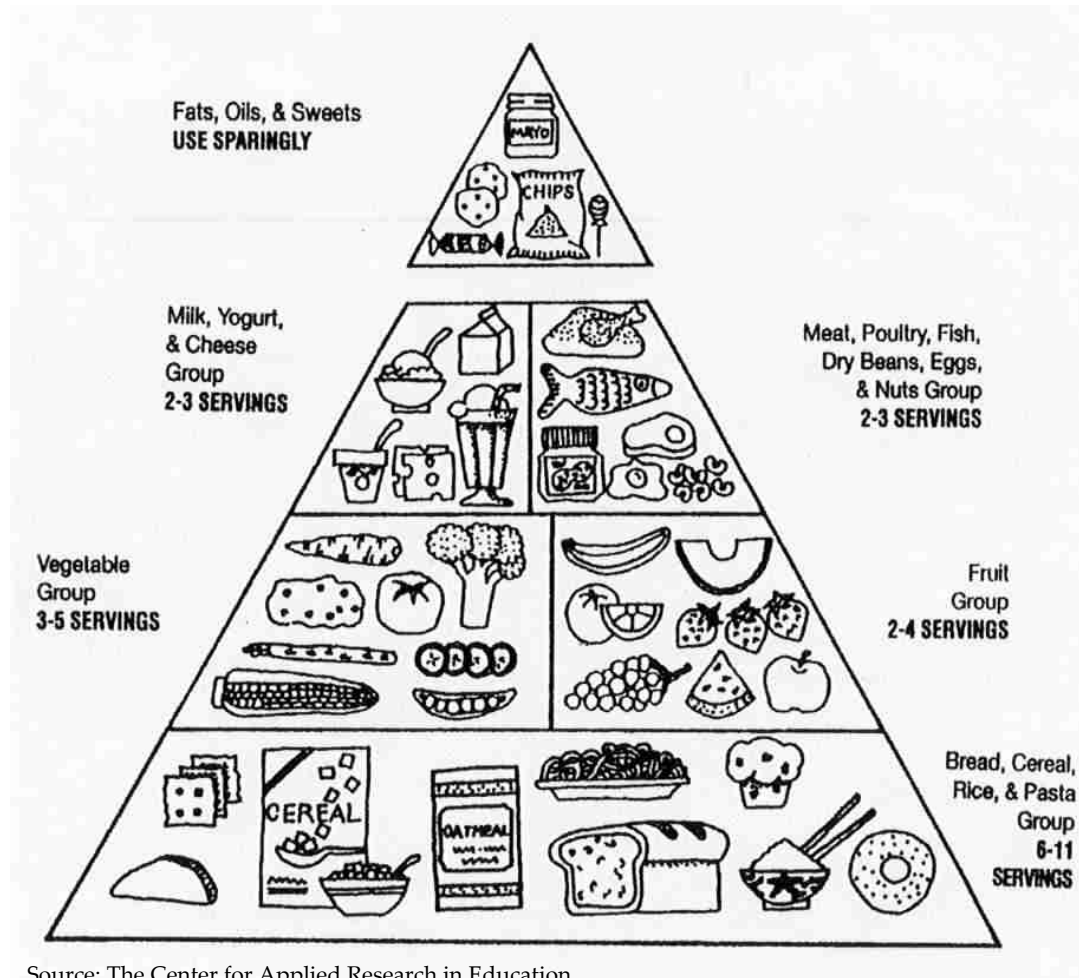 Fats, Oils, & Sweets
USE SPARINGLY
MAYO
CHIPS
Milk, Yogurt,
& Cheese
Group
2-3 SERVINGS
Meat, Poultry, Fish,
Dry Beans, Eggs,
& Nuts Group
2-3 SERVINGS
Vegetable
Group
3-5 SERVINGS
Fruit
Group
2-4 SERVINGS
Bread, Cereal,
Rice, & Pasta
Group
6-11
SERVINGS
CEREAL
OATMEAL
Source: The Center for Applied Research in Education